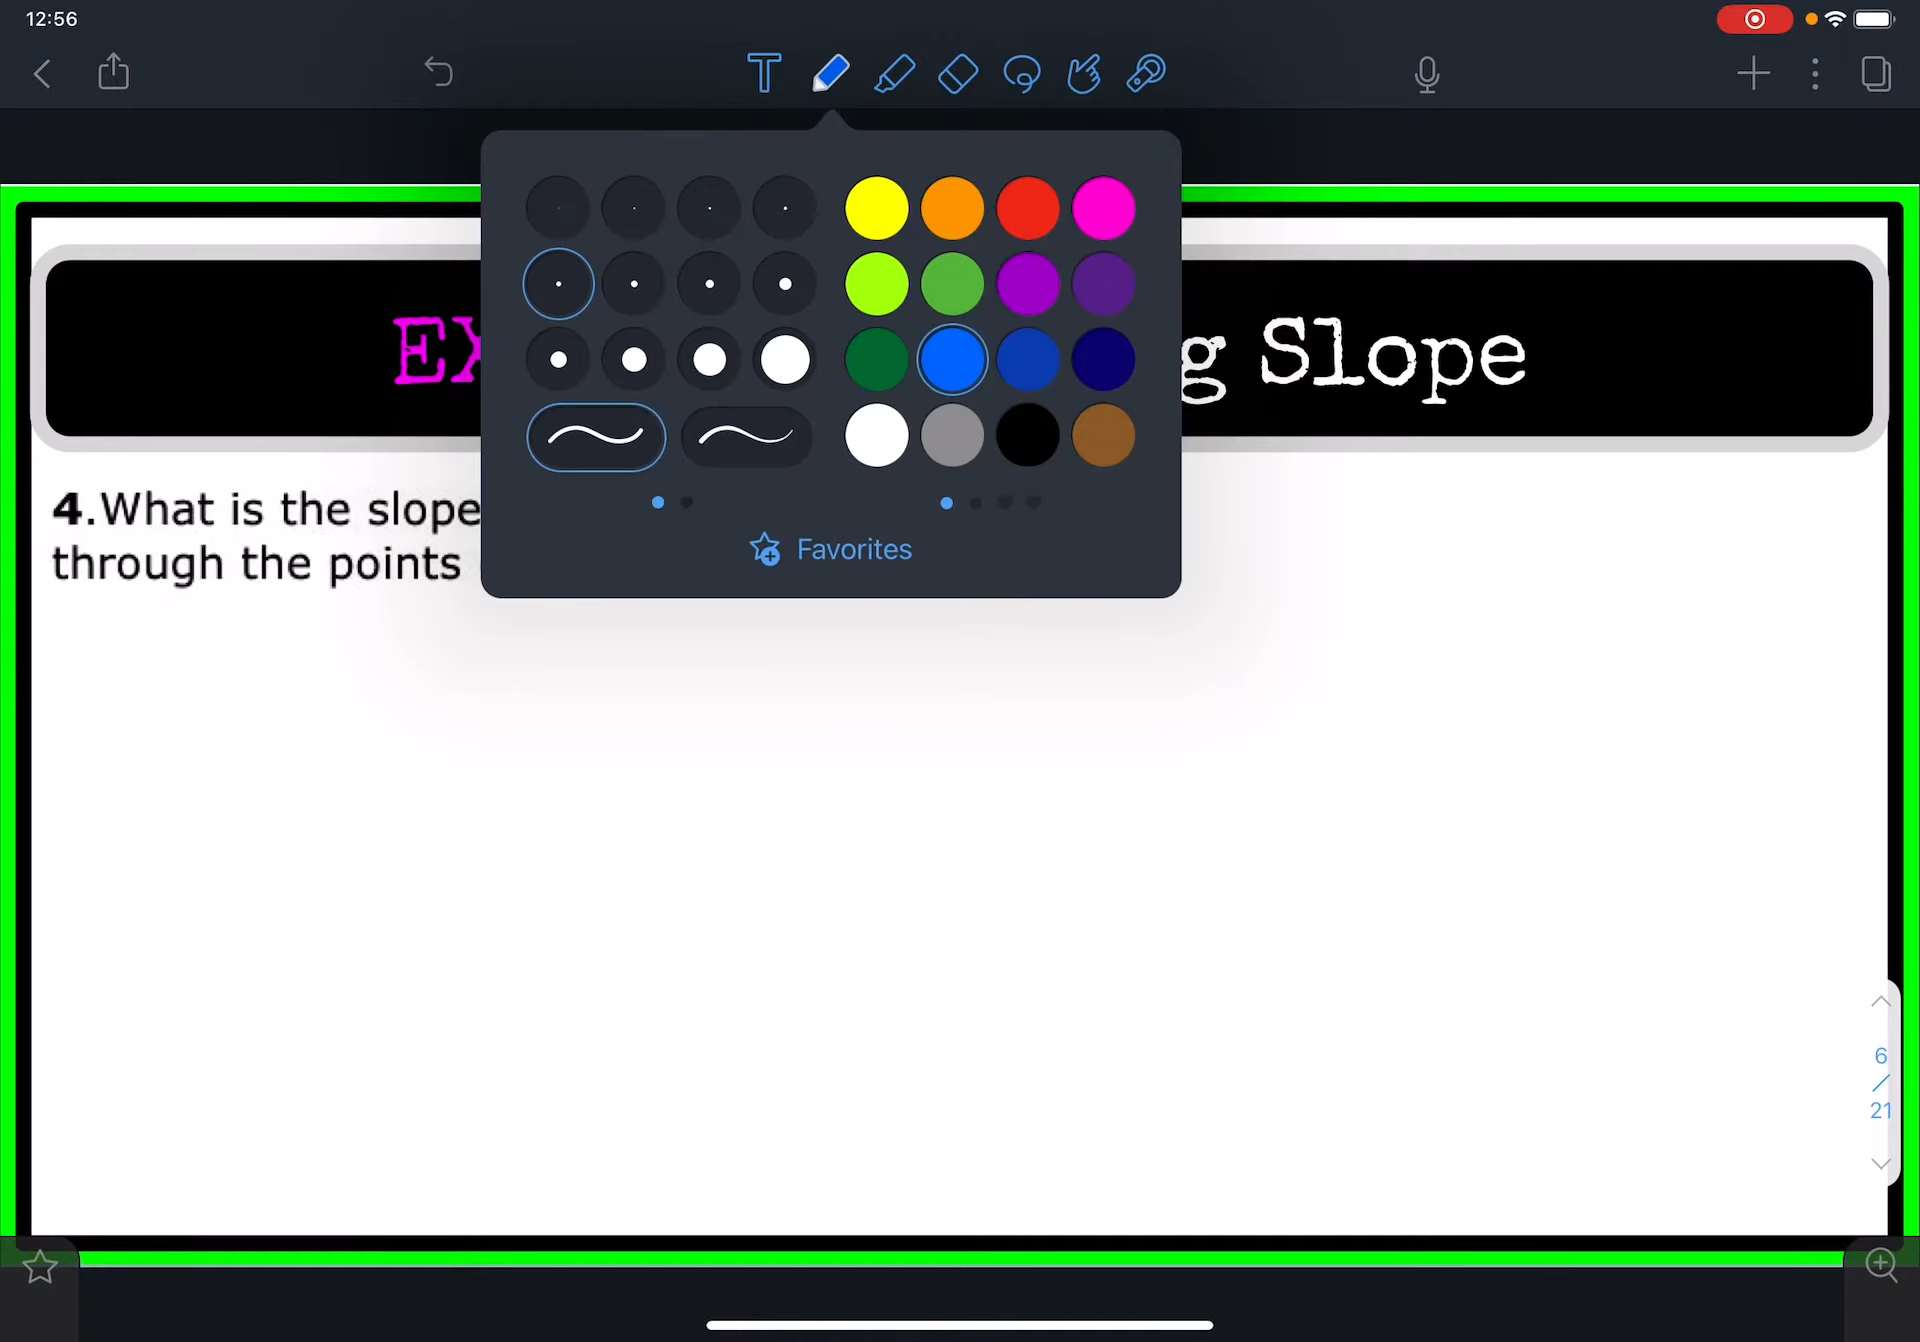 12:56
T
EX
g Slope
4.What is the slope
through the points
Favorites
6
/
21